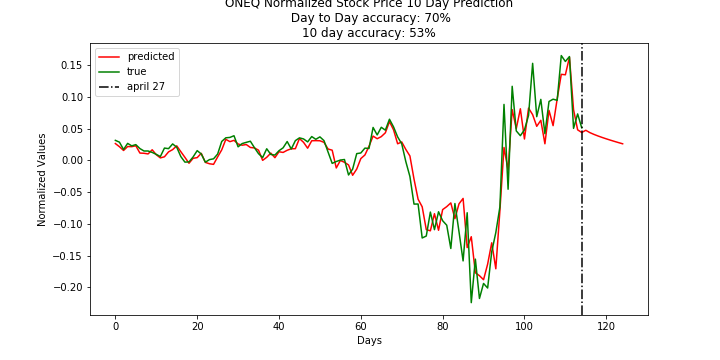 ONEQ Normalized Stock Price 10 Day Prediction
Day to Day accuracy: 70%
10 day accuracy: 53%
predicted
true
april 27
Normalized Values
0.15
0.10
0.05
0.00
−0.05
−0.10
−0.15
−0.20
0
20
40
60
80
100
120
Days